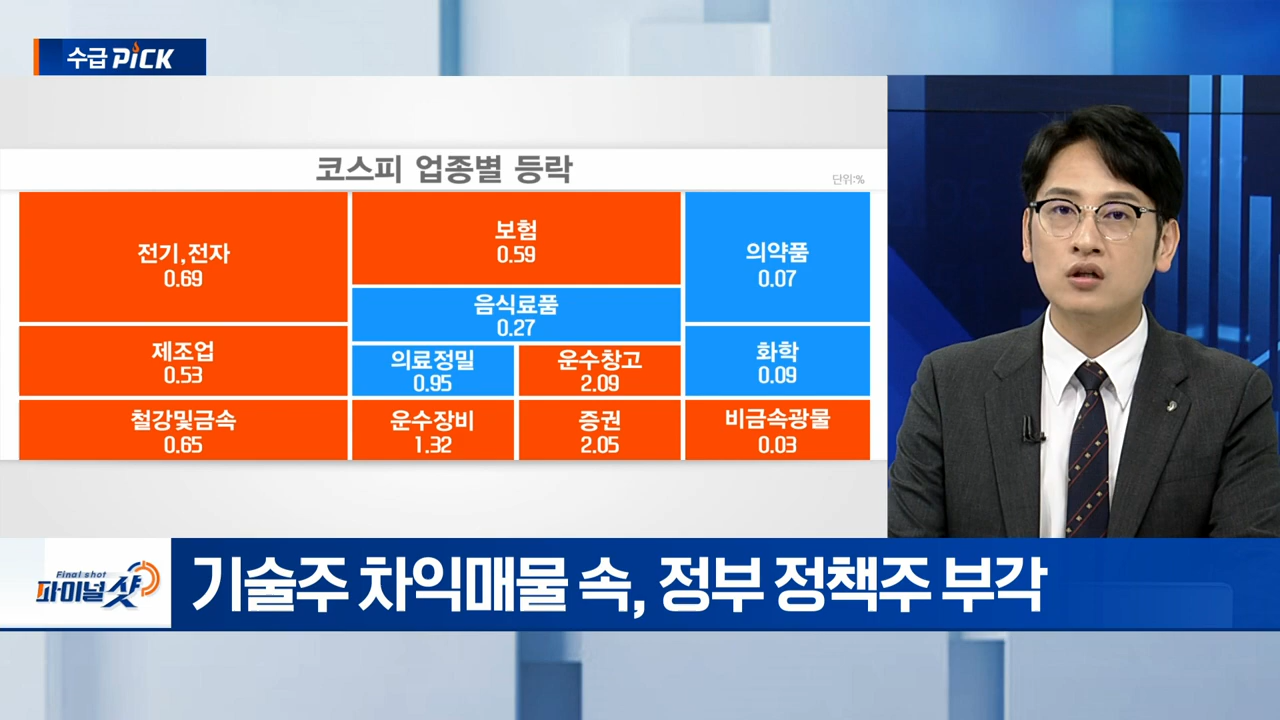 수급 PiCK
코스피 업종별 등락
단위:%
전기,전자
0.69
보험
0.59
의약품
0.07
음식료품
0.27
제조업
0.53
의료정밀
0.95
운수창고
2.09
화학
0.09
철강및금속
0.65
운수장비
1.32
증권
2.05
비금속광물
0.03
Final shot
파이널 샷
기술주 차익매물 속, 정부 정책주 부각